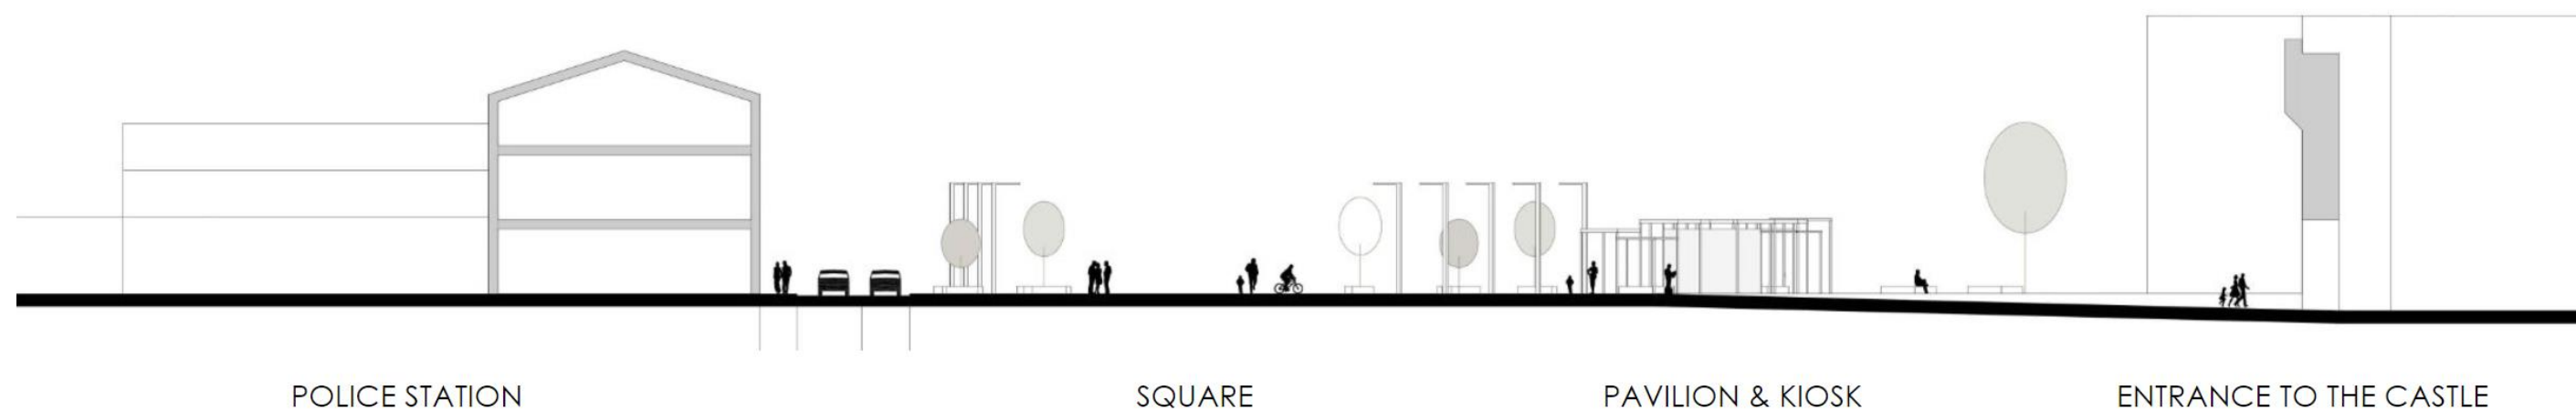 POLICE STATION
SQUARE
PAVILION & KIOSK
ENTRANCE TO THE CASTLE